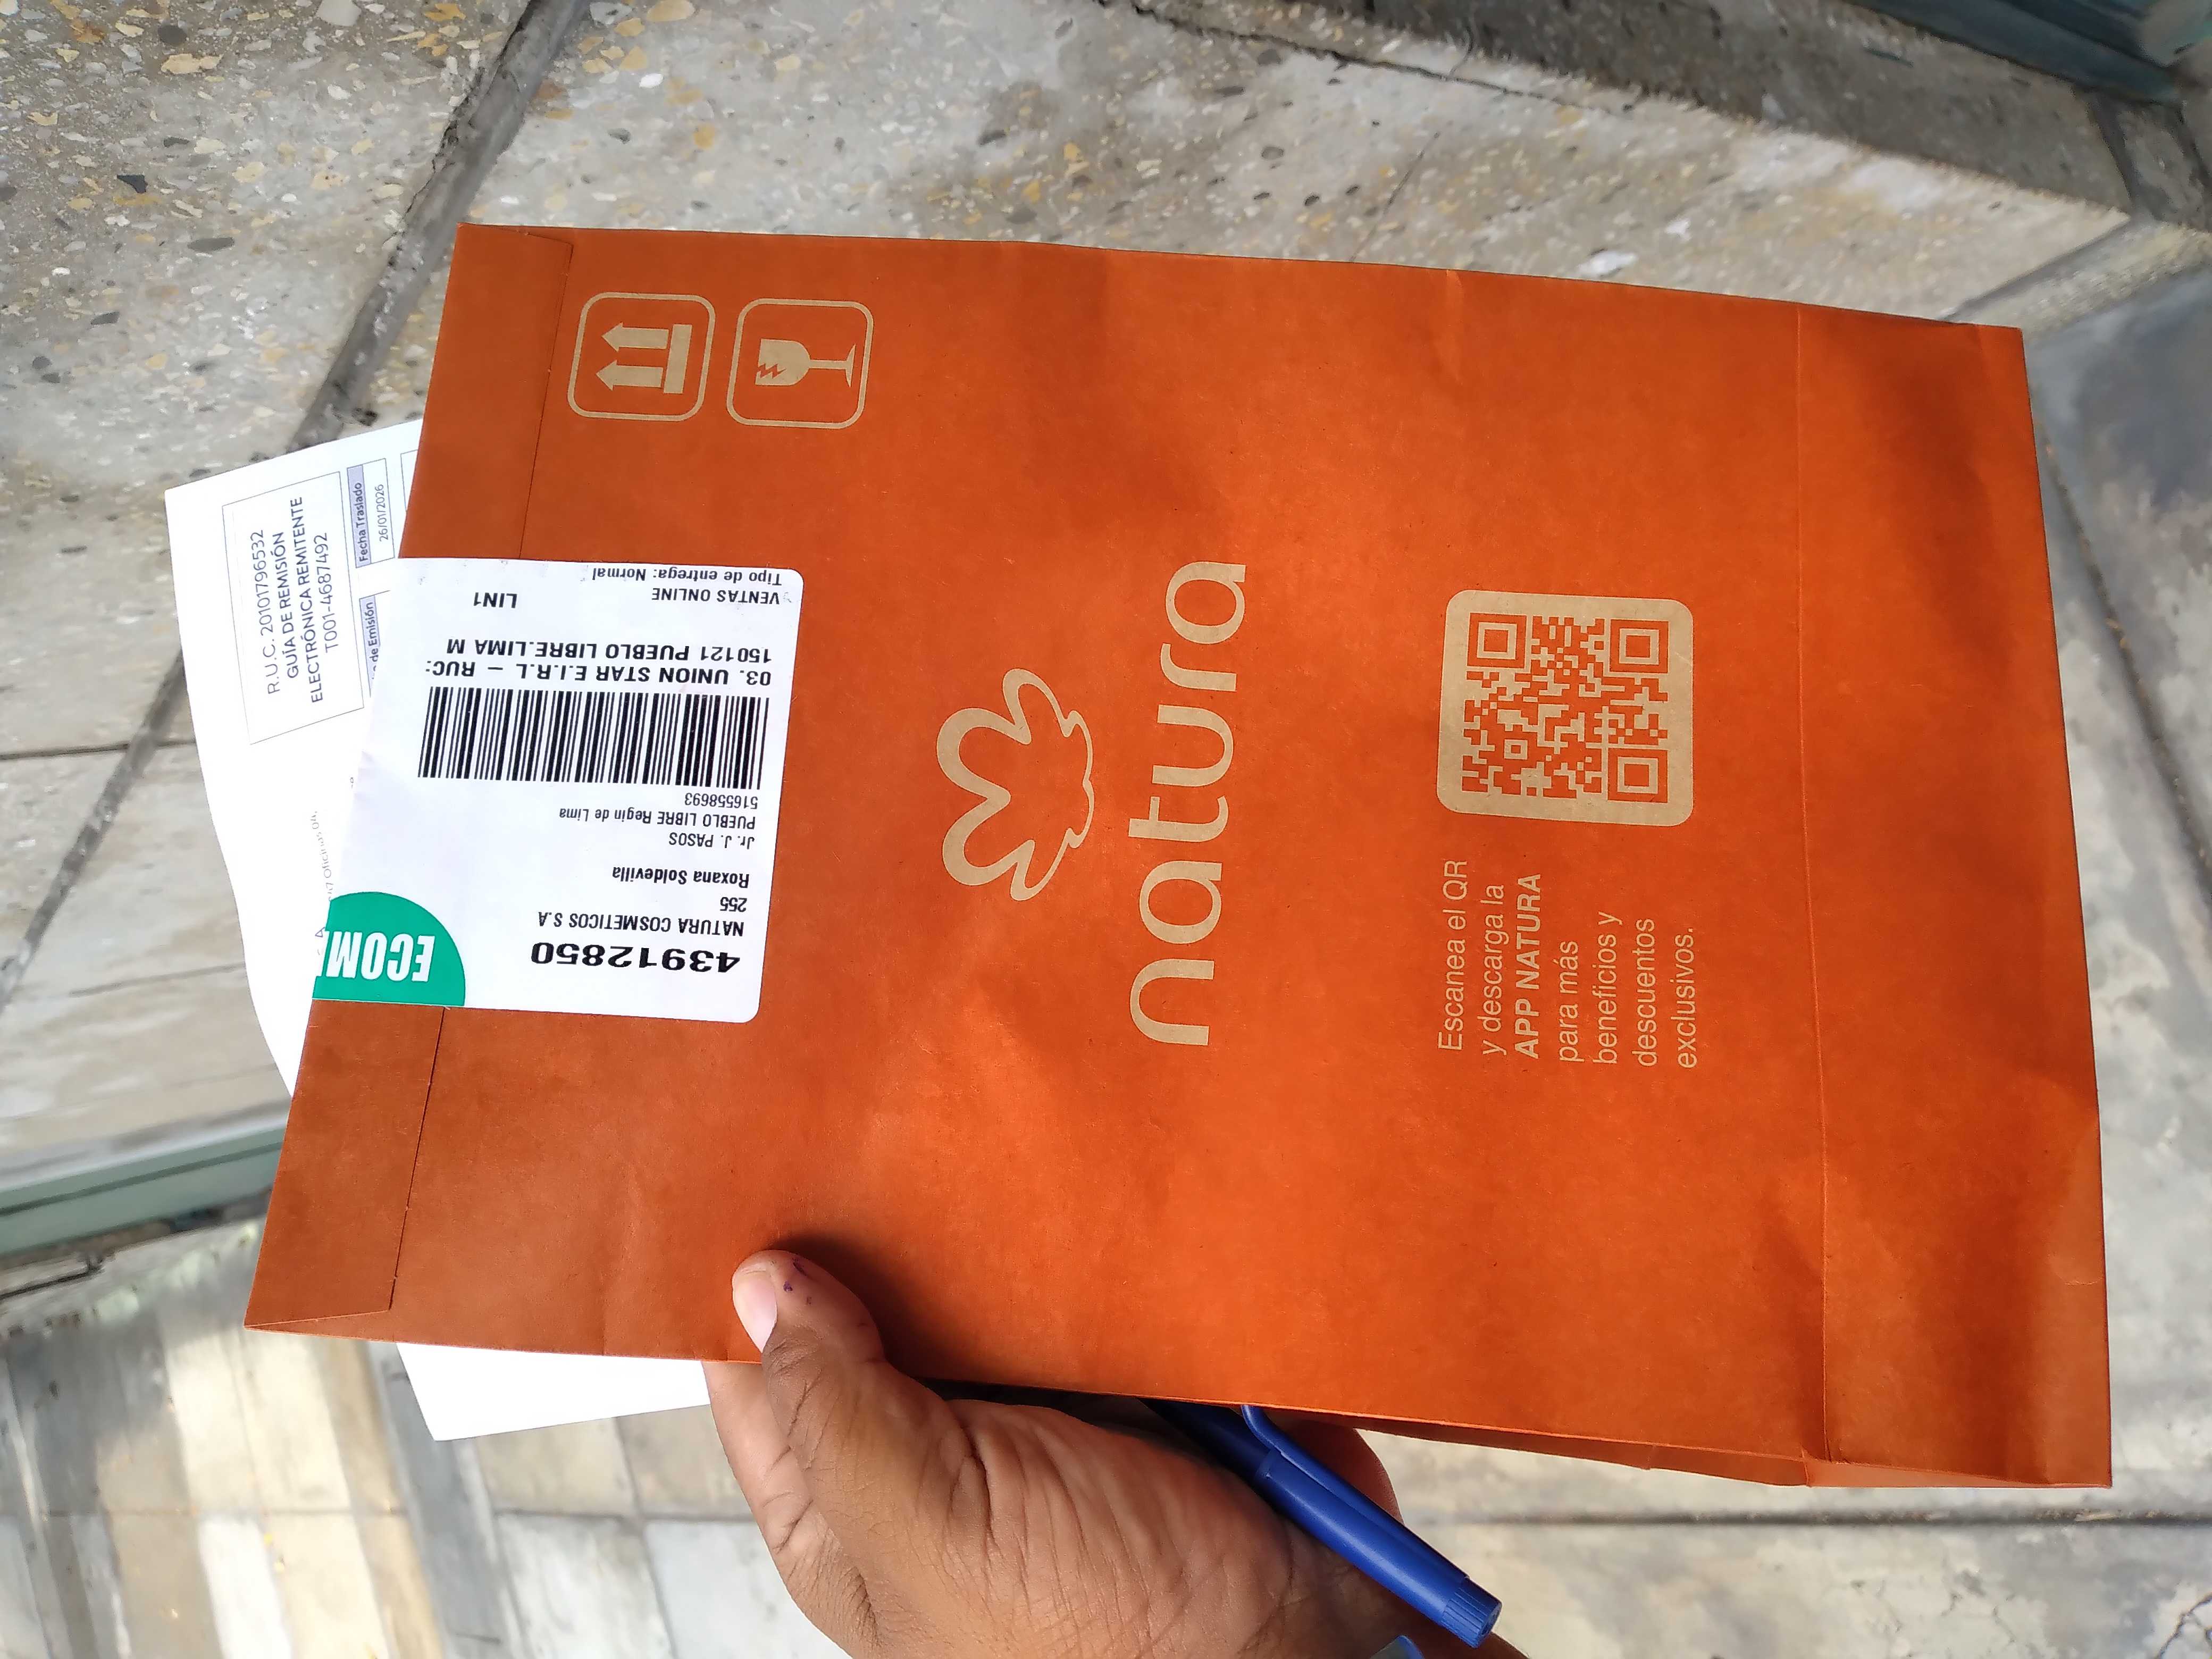 R.U.C. 20101796532
GUÍA DE REMISIÓN
ELECTRÓNICA REMITENTE
T001-4687492
de Emisión
Fecha Traslado
26/01/2026
ECOM
43912850
NATURA COSMETICOS S.A
255
Roxana Soldevilla
Jr. J. PASOS
PUEBLO LIBRE Regin de Lima
516558693
03. UNION STAR E.I.R.L - RUC:
150121 PUEBLO LIBRE.LIMA M
VENTAS ONLINE LIN1
Tipo de entrega: Normal
natura
Escanea el QR
y descarga la
APP NATURA
para más
beneficios y
descuentos
exclusivos.